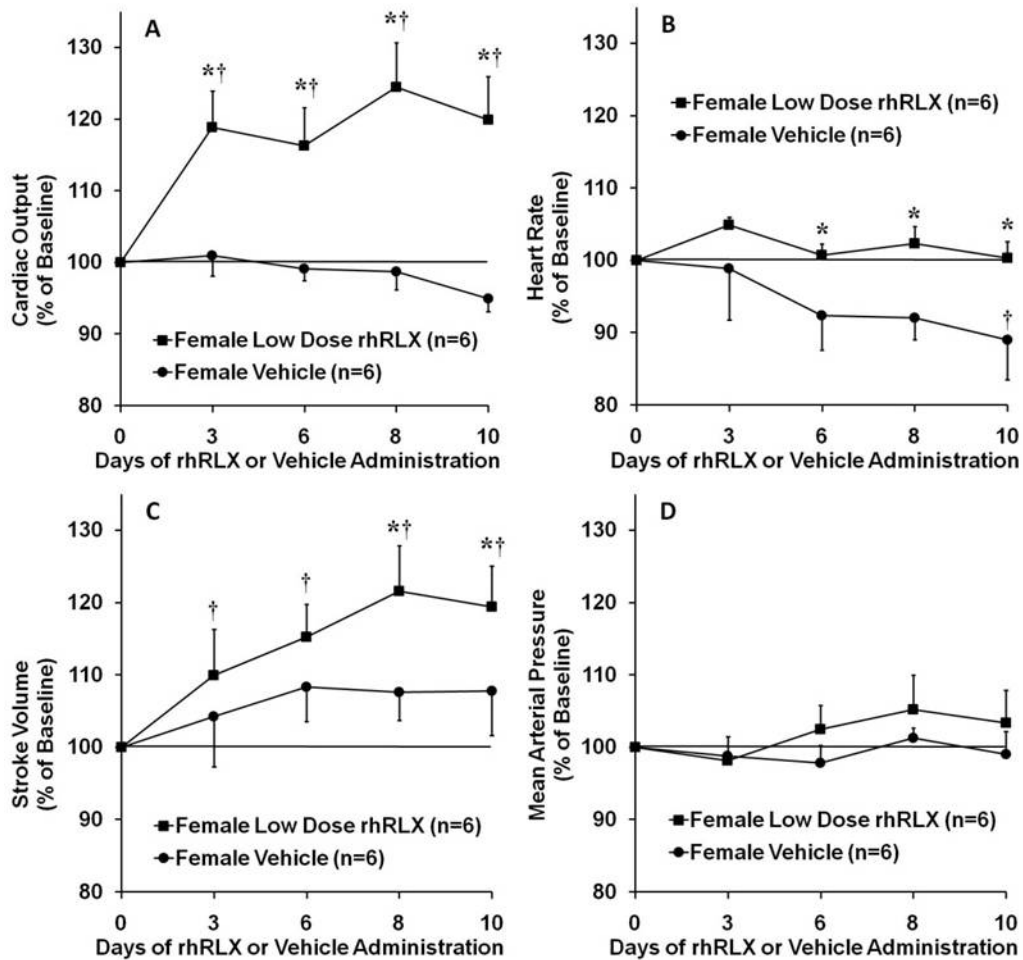 A
130
120
110
100
90
80
Cardiac Output
(% of Baseline)
*†
*†
*†
*†
Female Low Dose rhRLX (n=6)
Female Vehicle (n=6)
0 3 6 8 10
Days of rhRLX or Vehicle Administration
B
130
120
110
100
90
80
Heart Rate
(% of Baseline)
Female Low Dose rhRLX (n=6)
Female Vehicle (n=6)
*
*
*
†
0 3 6 8 10
Days of rhRLX or Vehicle Administration
C
130
120
110
100
90
80
Stroke Volume
(% of Baseline)
†
†
*†
*†
Female Low Dose rhRLX (n=6)
Female Vehicle (n=6)
0 3 6 8 10
Days of rhRLX or Vehicle Administration
D
130
120
110
100
90
80
Mean Arterial Pressure
(% of Baseline)
Female Low Dose rhRLX (n=6)
Female Vehicle (n=6)
0 3 6 8 10
Days of rhRLX or Vehicle Administration